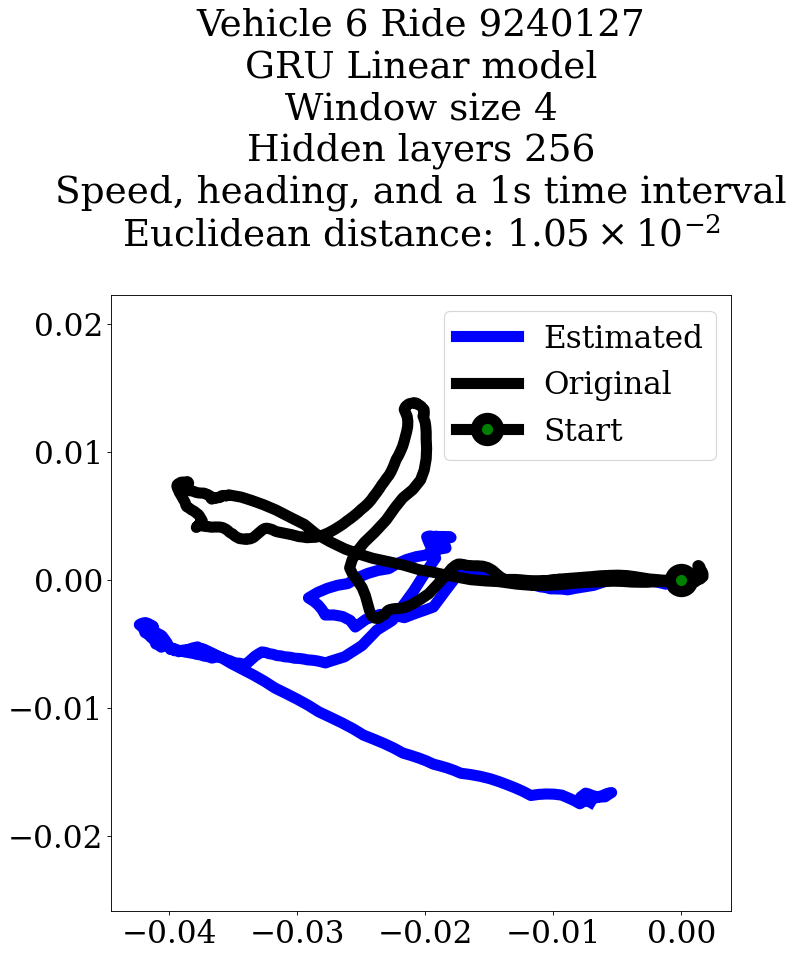 Vehicle 6 Ride 9240127
GRU Linear model
Window size 4
Hidden layers 256
Speed, heading, and a 1s time interval
Euclidean distance: 1.05 × 10⁻²
Estimated
Original
Start
0.02
0.01
0.00
−0.01
−0.02
−0.04 −0.03 −0.02 −0.01 0.00